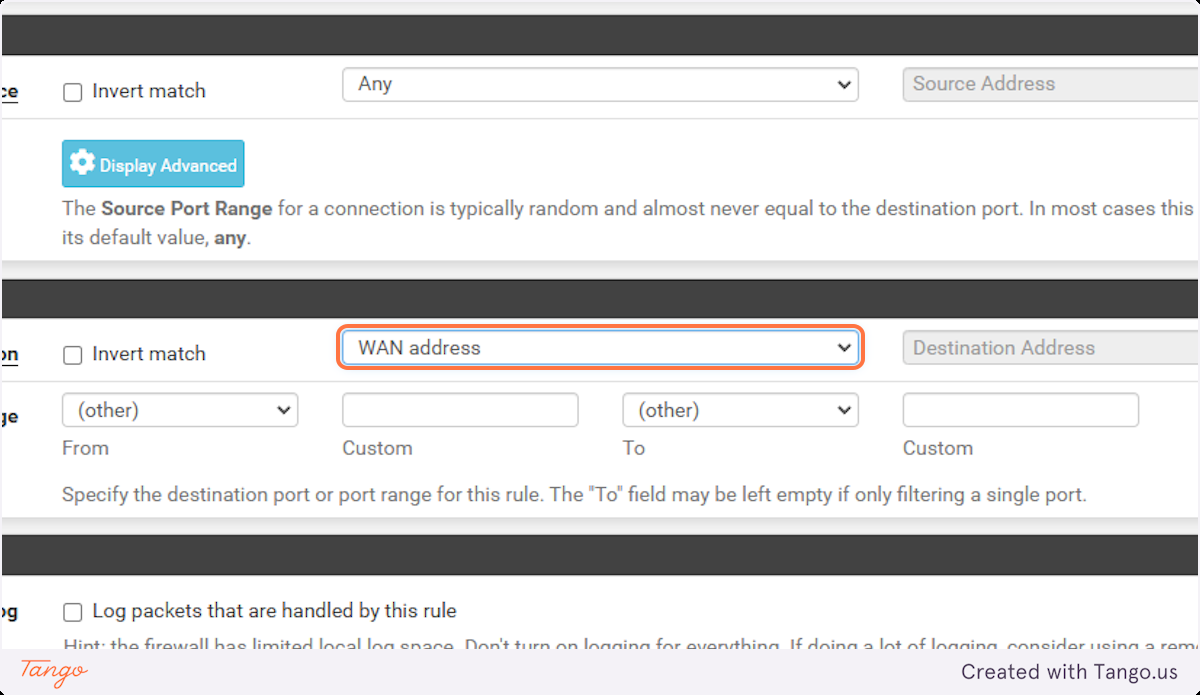 ce
Invert match
Any
Source Address
Display Advanced
The Source Port Range for a connection is typically random and almost never equal to the destination port. In most cases this
its default value, any.
on
Invert match
WAN address
Destination Address
ge
(other)
(other)
From
Custom
To
Custom
Specify the destination port or port range for this rule. The "To" field may be left empty if only filtering a single port.
og
Log packets that are handled by this rule
Hint: the firewall has limited local log space. Don't turn on logging for everything. If doing a lot of logging, consider using a remo
Tango
Created with Tango.us